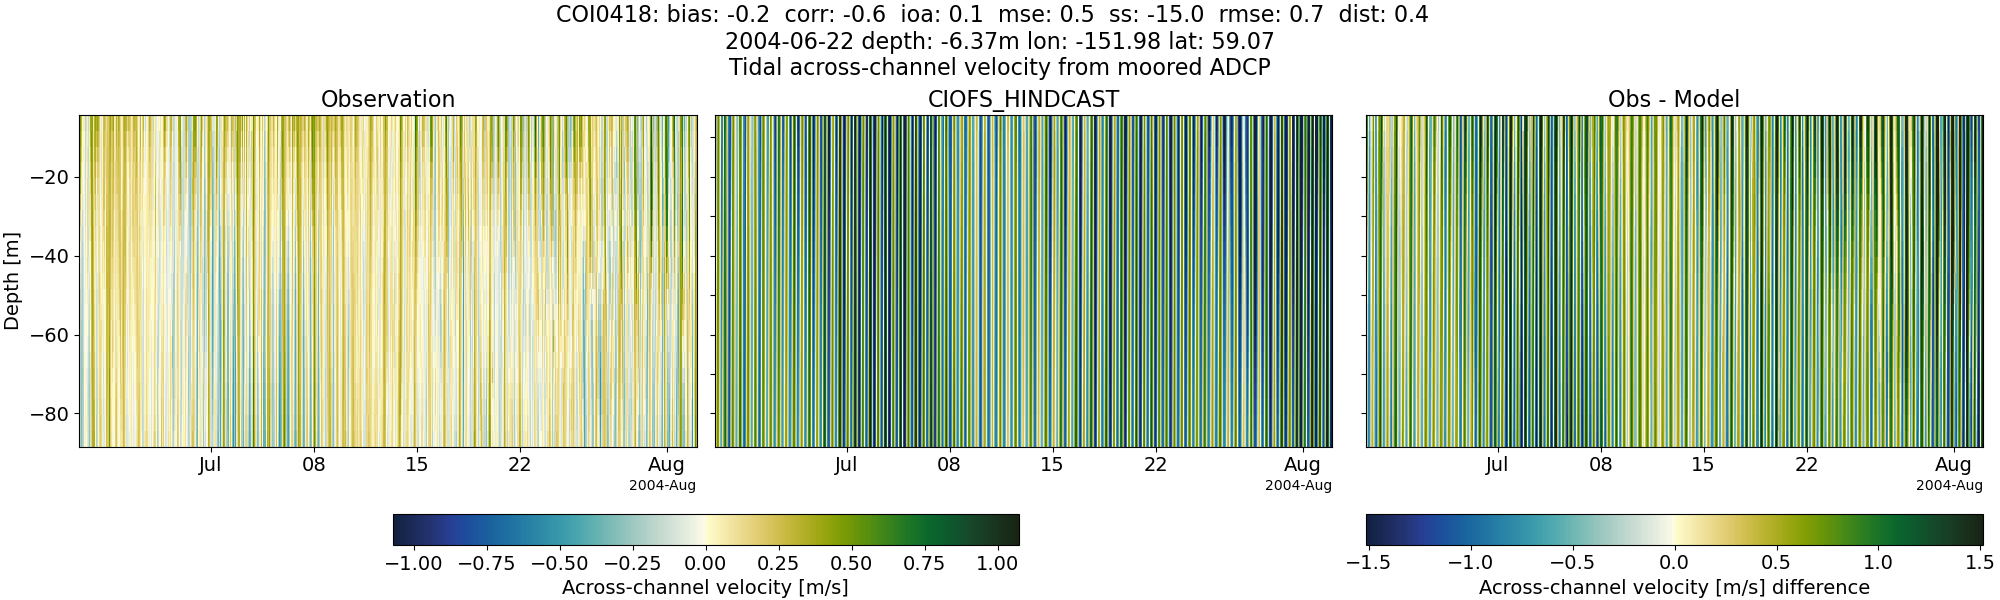 COI0418: bias: -0.2 corr: -0.6 ioa: 0.1 mse: 0.5 ss: -15.0 rmse: 0.7 dist: 0.4
2004-06-22 depth: -6.37m lon: -151.98 lat: 59.07
Tidal across-channel velocity from moored ADCP
Observation
CIOFS_HINDCAST
Obs - Model
Depth [m]
−20
−40
−60
−80
Jul 08 15 22 Aug
2004-Aug
Jul 08 15 22 Aug
2004-Aug
Jul 08 15 22 Aug
2004-Aug
−1.00 −0.75 −0.50 −0.25 0.00 0.25 0.50 0.75 1.00
Across-channel velocity [m/s]
−1.5 −1.0 −0.5 0.0 0.5 1.0 1.5
Across-channel velocity [m/s] difference